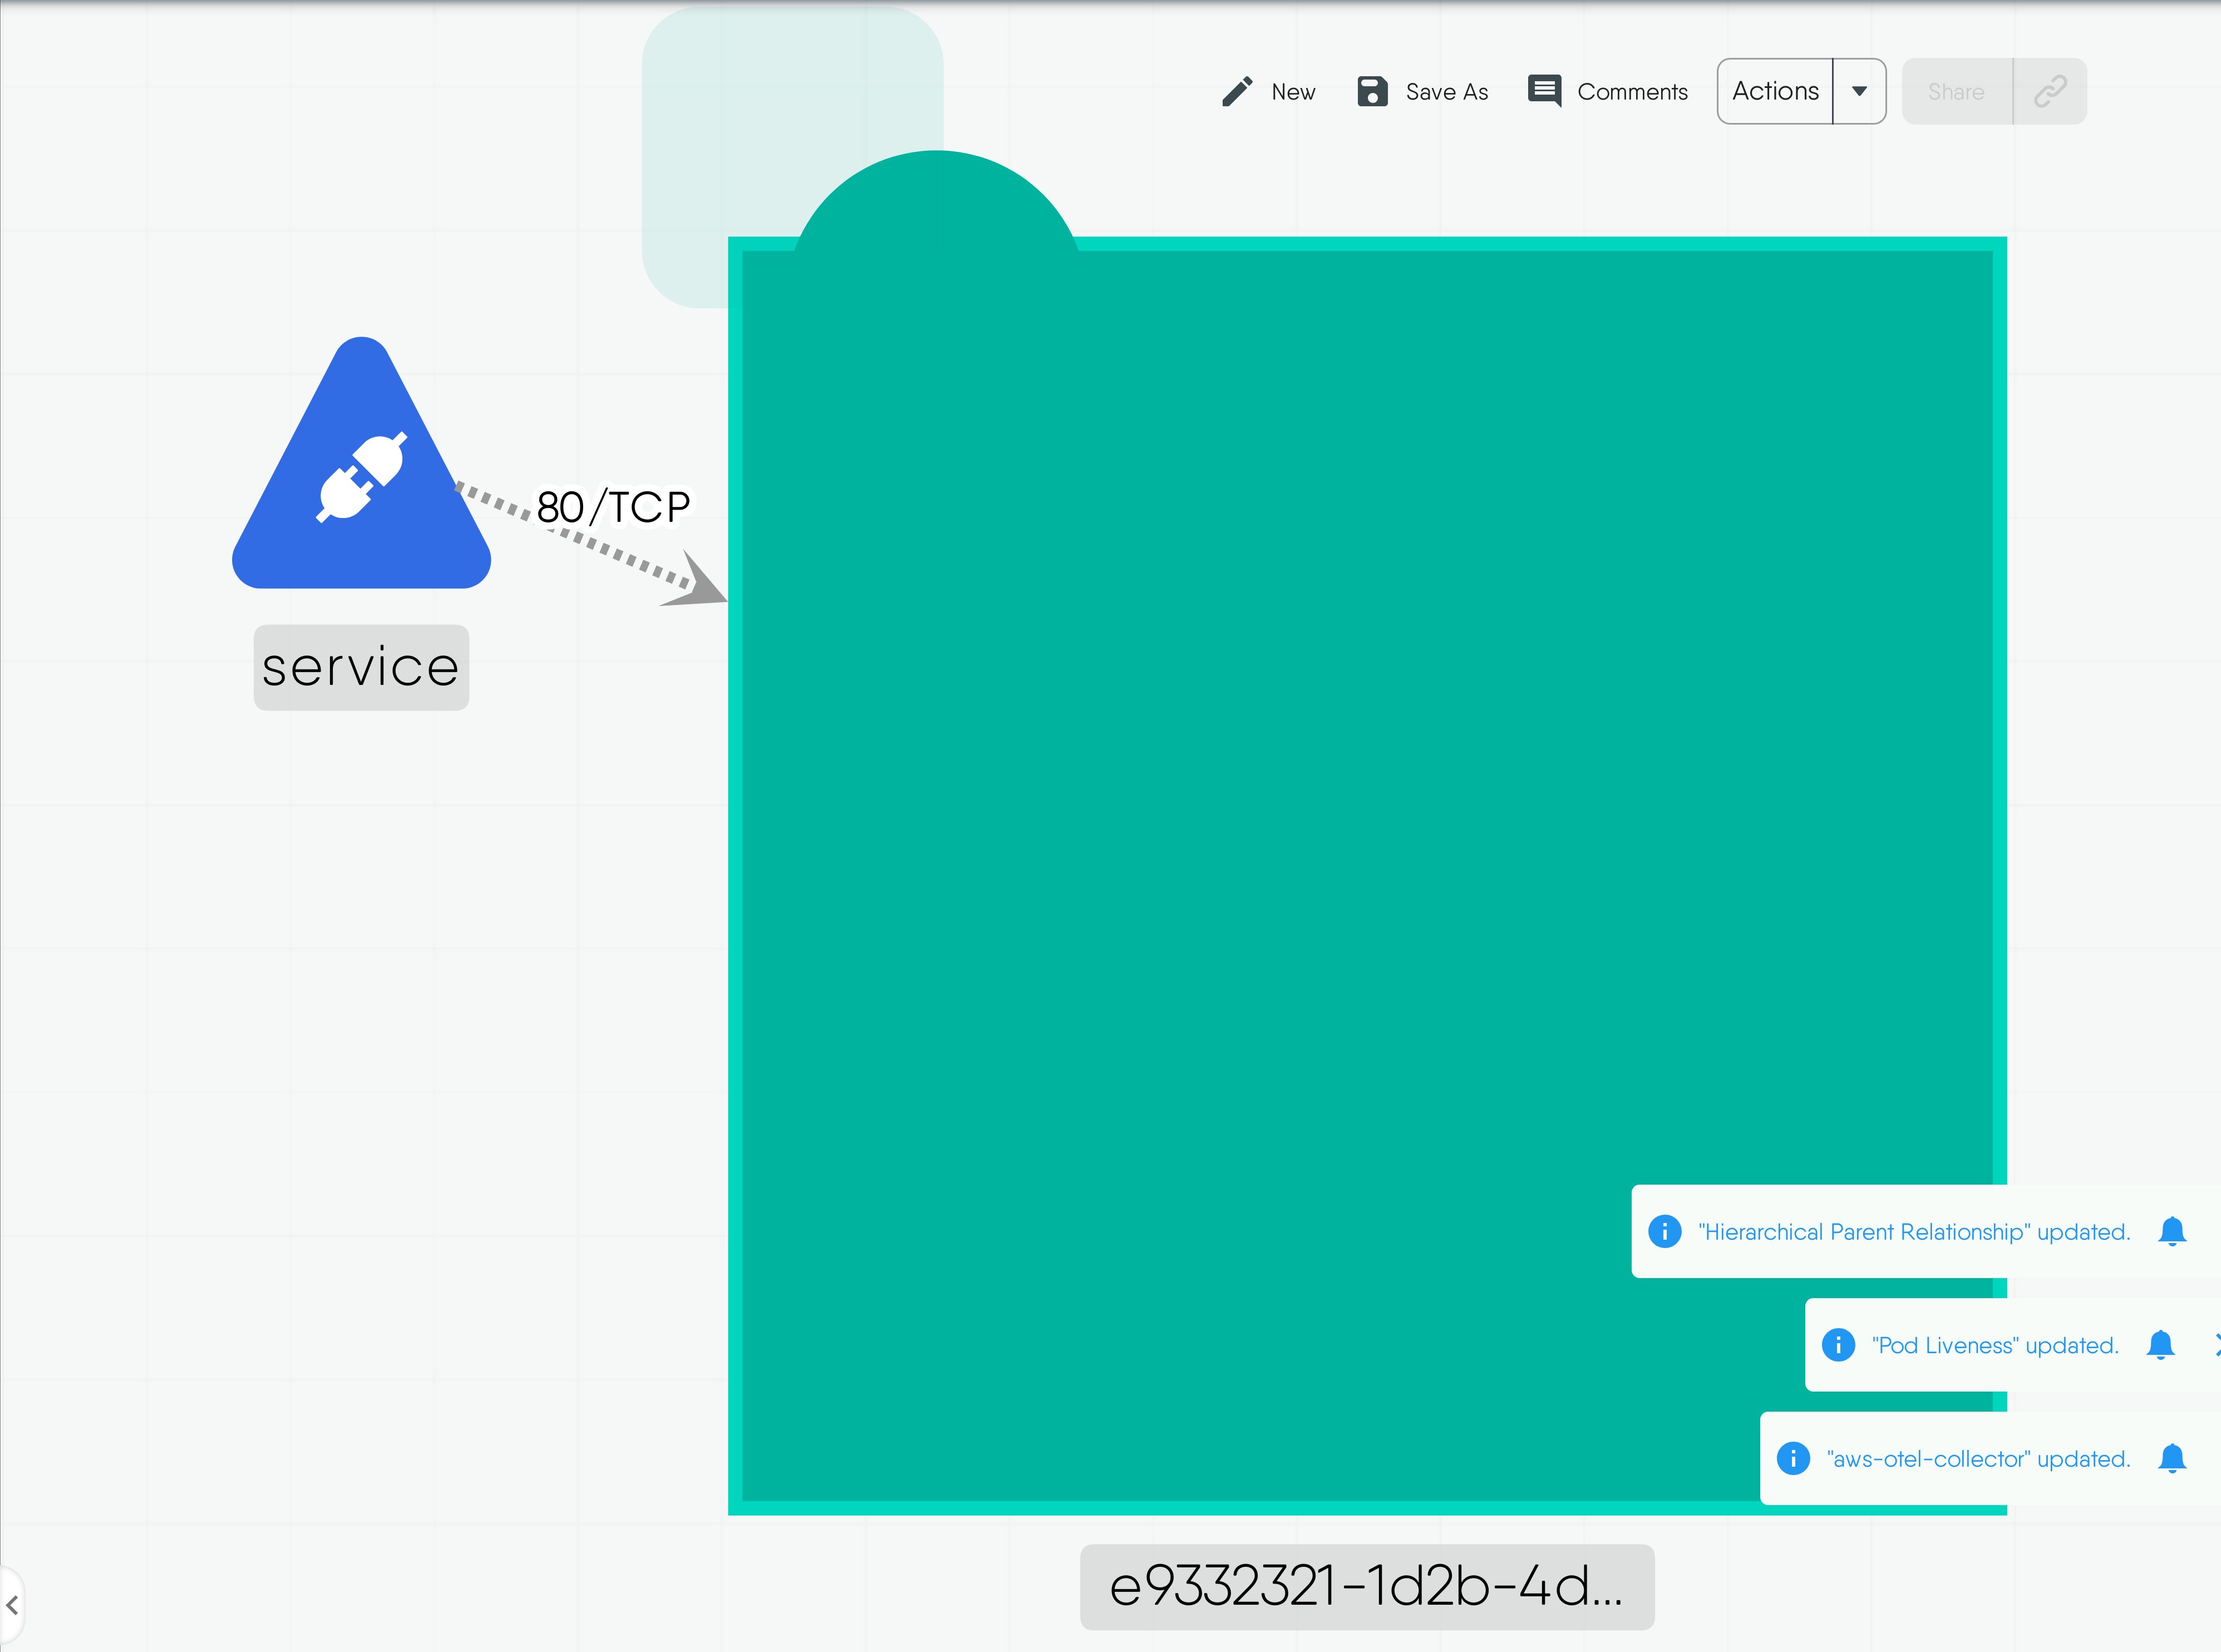 New Save As Comments Actions Share
80/TCP
service
"Hierarchical Parent Relationship" updated.
"Pod Liveness" updated.
"aws-otel-collector" updated.
e9332321-1d2b-4d...